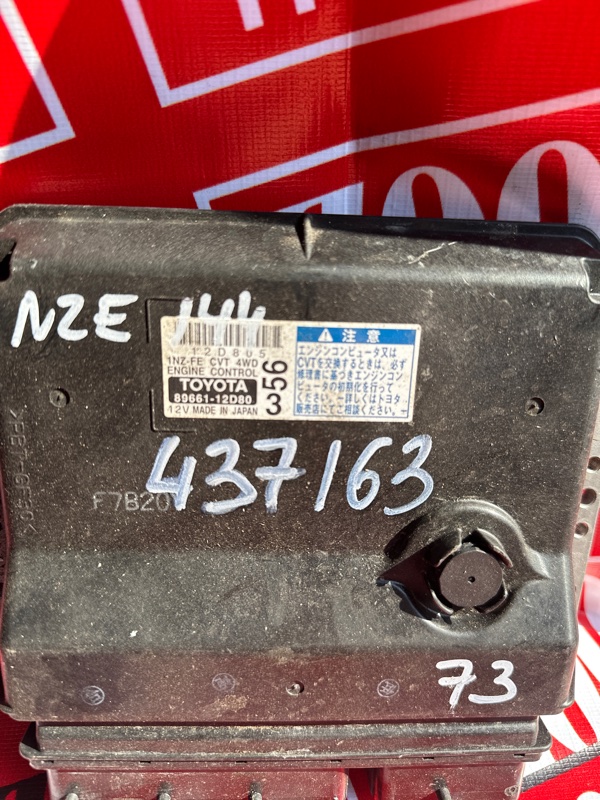 00
NZE 144
12D805
1NZ-FE CVT 4WD
ENGINE CONTROL
TOYOTA
89661-12D80
12V MADE IN JAPAN
356
注意
エンジンコンピュータ又は
CVTを交換するときは、必ず
修理書に基づきエンジンコン
ピュータの初期化を行って
ください。詳しくはトヨタ
販売店にてご相談ください。
437163
>PBT-GF30<
F7B20
73